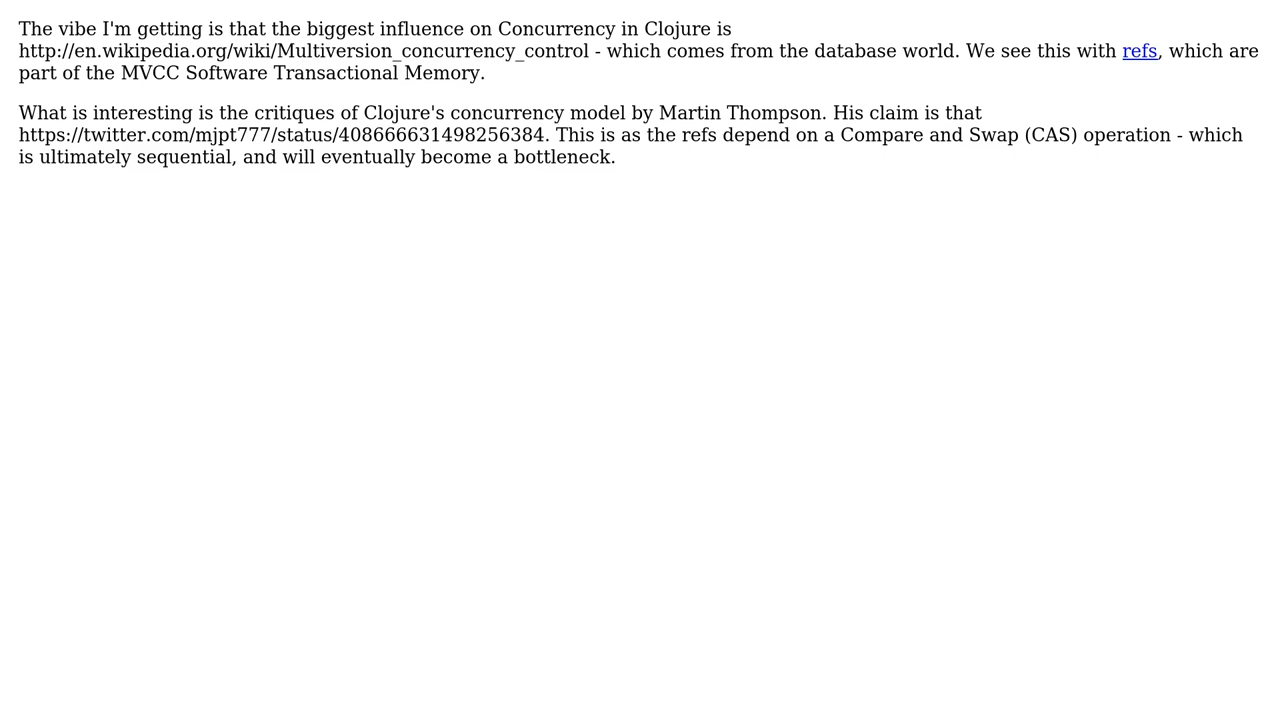 The vibe I'm getting is that the biggest influence on Concurrency in Clojure is
http://en.wikipedia.org/wiki/Multiversion_concurrency_control - which comes from the database world. We see this with refs, which are
part of the MVCC Software Transactional Memory.
What is interesting is the critiques of Clojure's concurrency model by Martin Thompson. His claim is that
https://twitter.com/mjpt777/status/408666631498256384. This is as the refs depend on a Compare and Swap (CAS) operation - which
is ultimately sequential, and will eventually become a bottleneck.